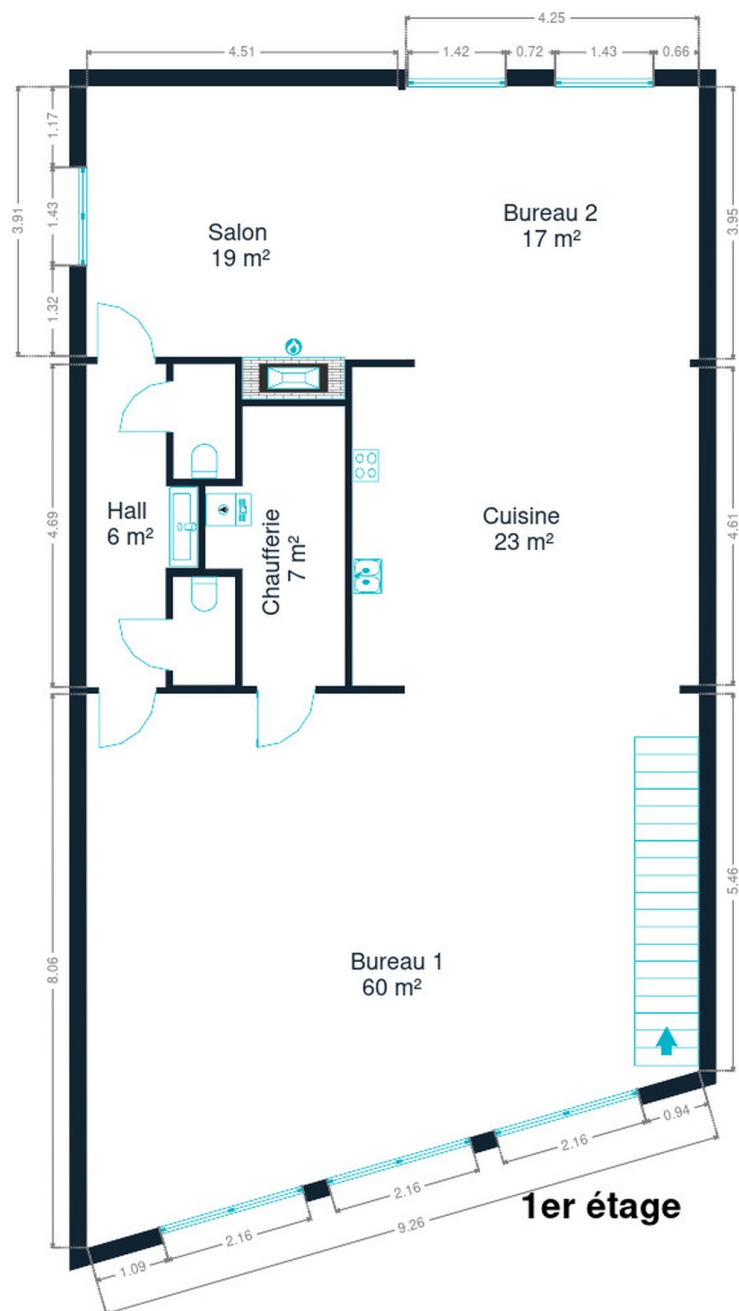 4.25
4.51
1.42
0.72
1.43
0.66
1.17
3.91
1.43
3.95
Bureau 2
17 m²
Salon
19 m²
1.32
4.69
Hall
6 m²
Chaufferie
7 m²
Cuisine
23 m²
4.61
5.46
8.06
Bureau 1
60 m²
0.94
2.16
2.16
2.16
1.09
9.26
1er étage